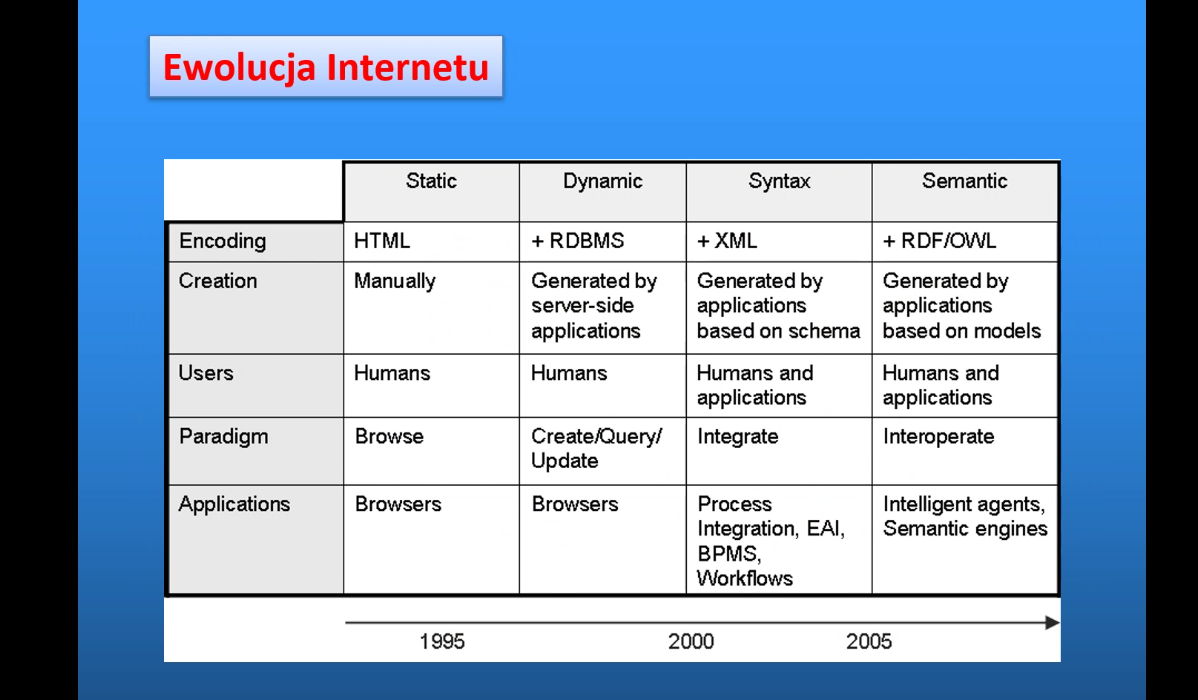 Ewolucja Internetu
Static Dynamic Syntax Semantic
Encoding HTML + RDBMS + XML + RDF/OWL
Creation Manually Generated by Generated by Generated by
server-side applications applications
applications based on schema based on models
Users Humans Humans Humans and Humans and
applications applications
Paradigm Browse Create/Query/ Integrate Interoperate
Update
Applications Browsers Browsers Process Intelligent agents,
Integration, EAI, Semantic engines
BPMS,
Workflows
1995 2000 2005